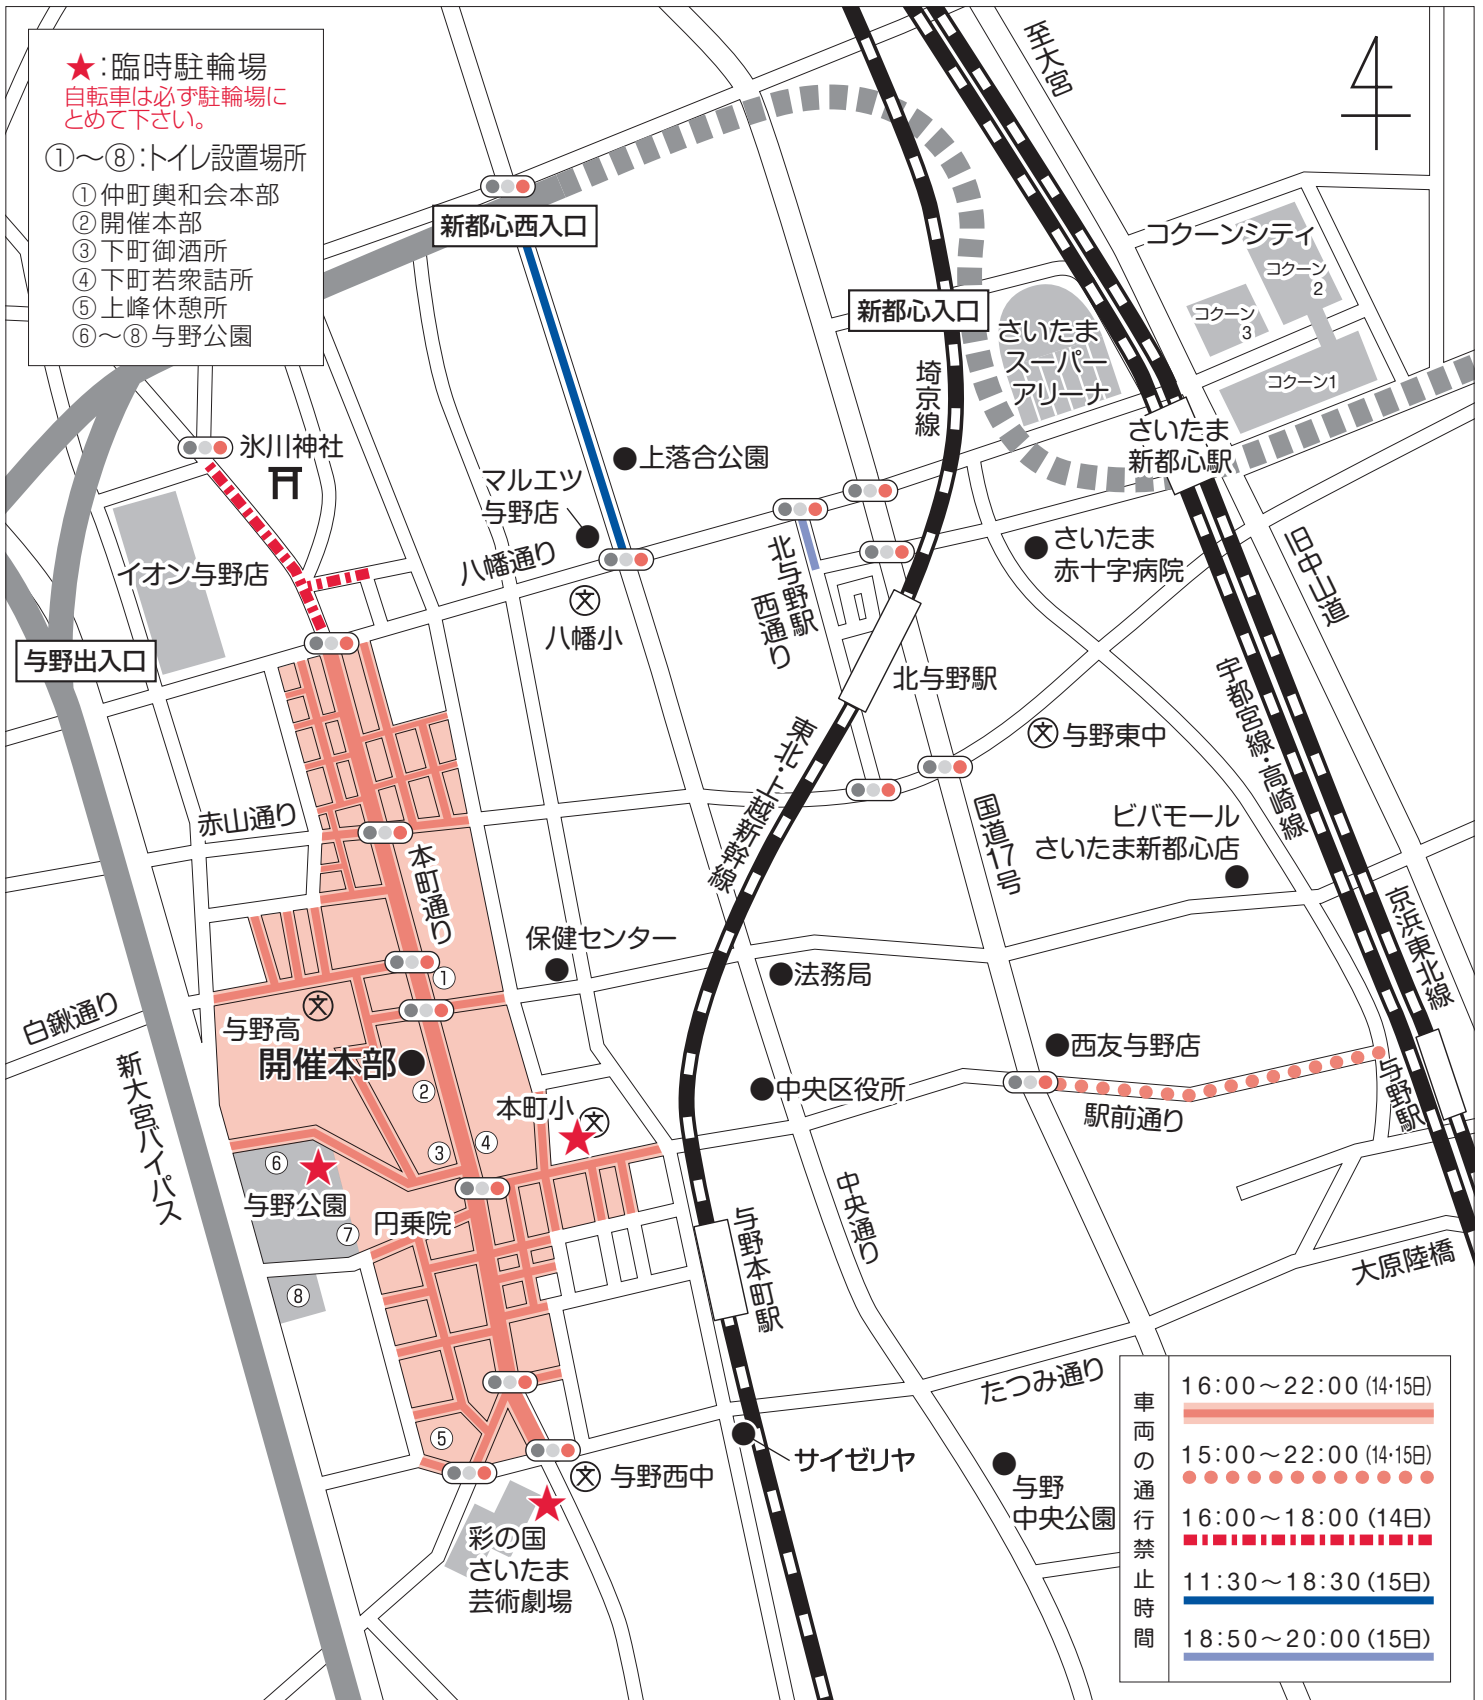 ★:臨時駐輪場
自転車は必ず駐輪場に
とめて下さい。
①〜⑧:トイレ設置場所
①仲町輿和会本部
②開催本部
③下町御酒所
④下町若衆詰所
⑤上峰休憩所
⑥〜⑧与野公園
至大宮
新都心西入口
コクーンシティ
コクーン
2
コクーン
3
コクーン1
新都心入口
さいたま
スーパー
アリーナ
埼京線
さいたま
新都心駅
氷川神社
上落合公園
マルエツ
与野店
八幡通り
イオン与野店
北与野駅
西通り
さいたま
赤十字病院
旧中山道
八幡小
文
与野出入口
北与野駅
宇都宮線・高崎線
文
与野東中
東北・上越新幹線
赤山通り
国道17号
ビバモール
さいたま新都心店
本町通り
京浜東北線
保健センター
法務局
①
白鍬通り
文
与野高
開催本部
西友与野店
新大宮バイパス
②
中央区役所
本町小
文
駅前通り
与野駅
③
④
⑥
与野公園
⑦
円乗院
中央通り
与野本町駅
大原陸橋
⑧
たつみ通り
⑤
文
与野西中
サイゼリヤ
与野
中央公園
彩の国
さいたま
芸術劇場
車両の通行禁止時間
16:00〜22:00(14・15日)
15:00〜22:00(14・15日)
16:00〜18:00(14日)
11:30〜18:30(15日)
18:50〜20:00(15日)